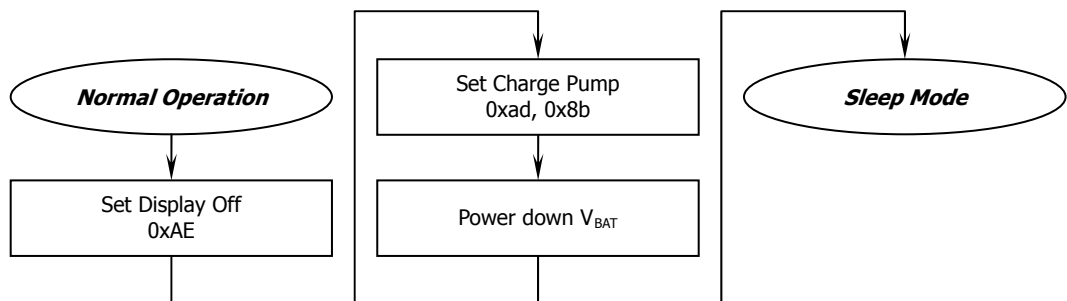 Normal Operation
Set Display Off
0xAE
Set Charge Pump
0xad, 0x8b
Power down VBAT
Sleep Mode